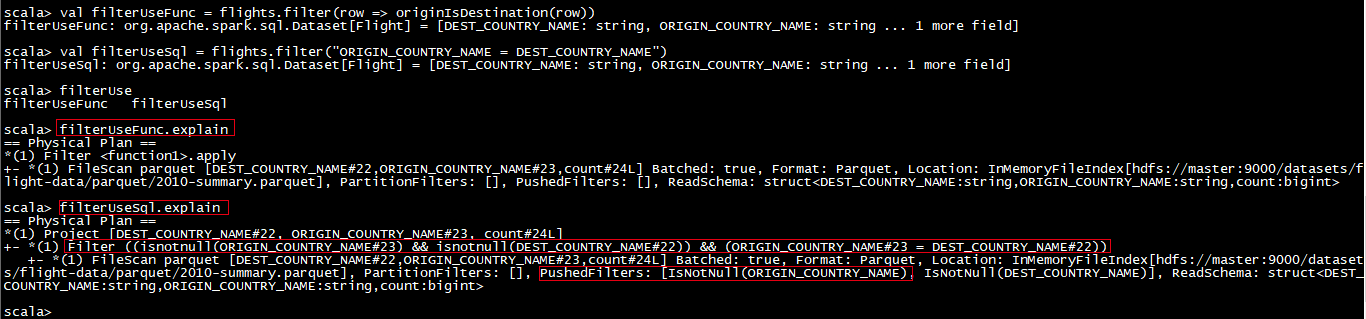 scala> val filterUseFunc = flights.filter(row => originIsDestination(row))
filterUseFunc: org.apache.spark.sql.Dataset[Flight] = [DEST_COUNTRY_NAME: string, ORIGIN_COUNTRY_NAME: string ... 1 more field]
scala> val filterUseSql = flights.filter("ORIGIN_COUNTRY_NAME = DEST_COUNTRY_NAME")
filterUseSql: org.apache.spark.sql.Dataset[Flight] = [DEST_COUNTRY_NAME: string, ORIGIN_COUNTRY_NAME: string ... 1 more field]
scala> filterUse
filterUseFunc   filterUseSql
scala> filterUseFunc.explain
== Physical Plan ==
*(1) Filter <function1>.apply
+- *(1) FileScan parquet [DEST_COUNTRY_NAME#22,ORIGIN_COUNTRY_NAME#23,count#24L] Batched: true, Format: Parquet, Location: InMemoryFileIndex[hdfs://master:9000/datasets/f
light-data/parquet/2010-summary.parquet], PartitionFilters: [], PushedFilters: [], ReadSchema: struct<DEST_COUNTRY_NAME:string,ORIGIN_COUNTRY_NAME:string,count:bigint>
scala> filterUseSql.explain
== Physical Plan ==
*(1) Project [DEST_COUNTRY_NAME#22, ORIGIN_COUNTRY_NAME#23, count#24L]
+- *(1) Filter ((isnotnull(ORIGIN_COUNTRY_NAME#23) && isnotnull(DEST_COUNTRY_NAME#22)) && (ORIGIN_COUNTRY_NAME#23 = DEST_COUNTRY_NAME#22))
   +- *(1) FileScan parquet [DEST_COUNTRY_NAME#22,ORIGIN_COUNTRY_NAME#23,count#24L] Batched: true, Format: Parquet, Location: InMemoryFileIndex[hdfs://master:9000/dataset
s/flight-data/parquet/2010-summary.parquet], PartitionFilters: [], PushedFilters: [IsNotNull(ORIGIN_COUNTRY_NAME), IsNotNull(DEST_COUNTRY_NAME)], ReadSchema: struct<DEST_
COUNTRY_NAME:string,ORIGIN_COUNTRY_NAME:string,count:bigint>
scala>